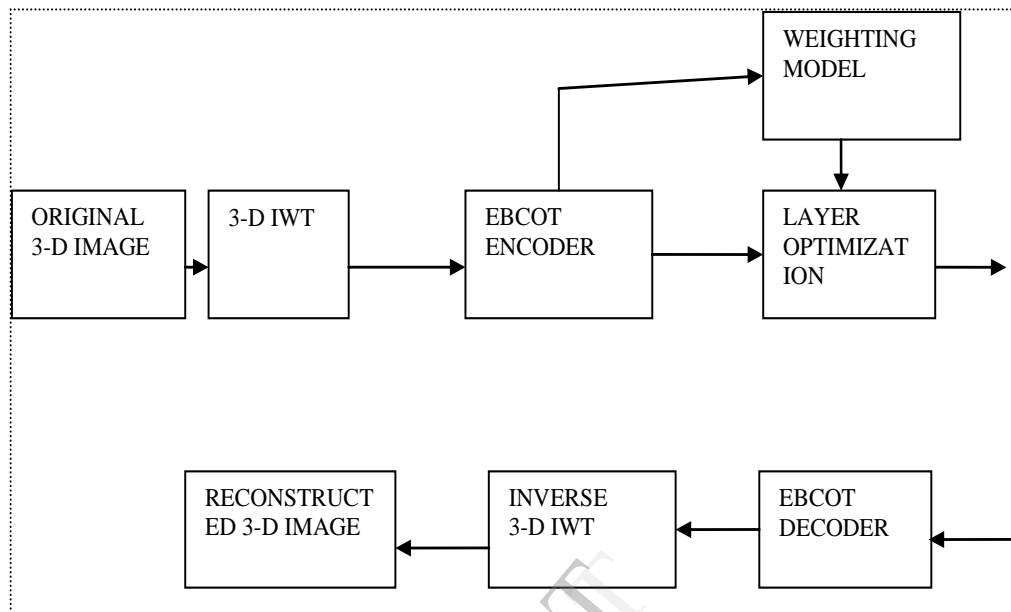 WEIGHTING
MODEL
ORIGINAL
3-D IMAGE
3-D IWT
EBCOT
ENCODER
LAYER
OPTIMIZAT
ION
RECONSTRUCT
ED 3-D IMAGE
INVERSE
3-D IWT
EBCOT
DECODER